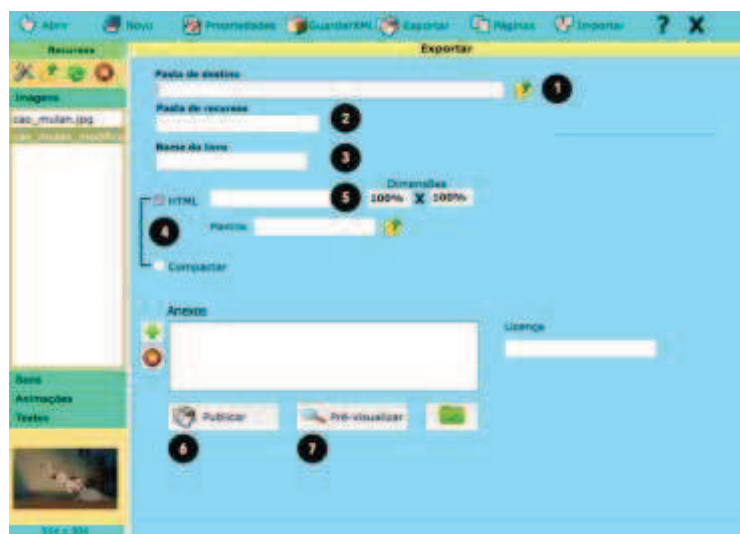 Abrir Novo Propriedades GuardarXML Exportar Páginas Importar ? X
Recursos
Exportar
Imagens
cao_mulan.jpg
cao_mulan_modifica
Pasta de destino
1
Pasta de recursos
2
Nome do livro
3
Dimensões
HTML
5
100% X 100%
4
Plantilla
Compactar
Anexos
Licença
Sons
Animações
Textos
Publicar
Pré-visualizar
6
7